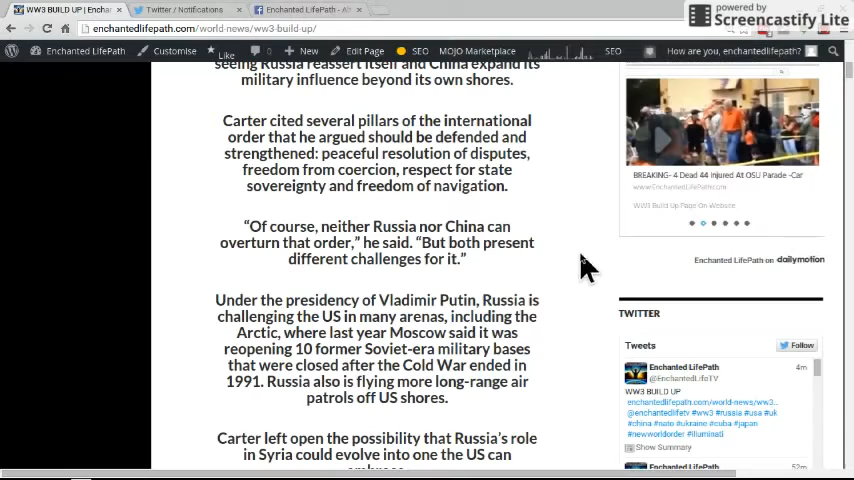 WW3 BUILD UP | Enchan
Twitter / Notifications
Enchanted LifePath - Al
powered by
Screencastify Lite
enchantedlifepath.com/world-news/ww3-build-up/
Enchanted LifePath
Customise
Like
0
New
Edit Page
SEO
MOJO Marketplace
SEO
How are you, enchantedlifepath?
seeing Russia reassert itself and China expand its
military influence beyond its own shores.
Carter cited several pillars of the international
order that he argued should be defended and
strengthened: peaceful resolution of disputes,
freedom from coercion, respect for state
sovereignty and freedom of navigation.
“Of course, neither Russia nor China can
overturn that order,” he said. “But both present
different challenges for it.”
Under the presidency of Vladimir Putin, Russia is
challenging the US in many arenas, including the
Arctic, where last year Moscow said it was
reopening 10 former Soviet-era military bases
that were closed after the Cold War ended in
1991. Russia also is flying more long-range air
patrols off US shores.
Carter left open the possibility that Russia’s role
in Syria could evolve into one the US can
BREAKING- 4 Dead 44 Injured At OSU Parade -Car
www.EnchantedLifePath.com
WW3 Build Up Page On Website
Enchanted LifePath on dailymotion
TWITTER
Tweets
Follow
Enchanted LifePath
4m
@EnchantedLifeTV
WW3 BUILD UP
enchantedlifepath.com/world-news/ww3...
@enchantedlifetv #ww3 #russia #usa #uk
#china #nato #ukraine #cuba #japan
#newworldorder #illuminati
Show Summary
Enchanted LifePath
52m